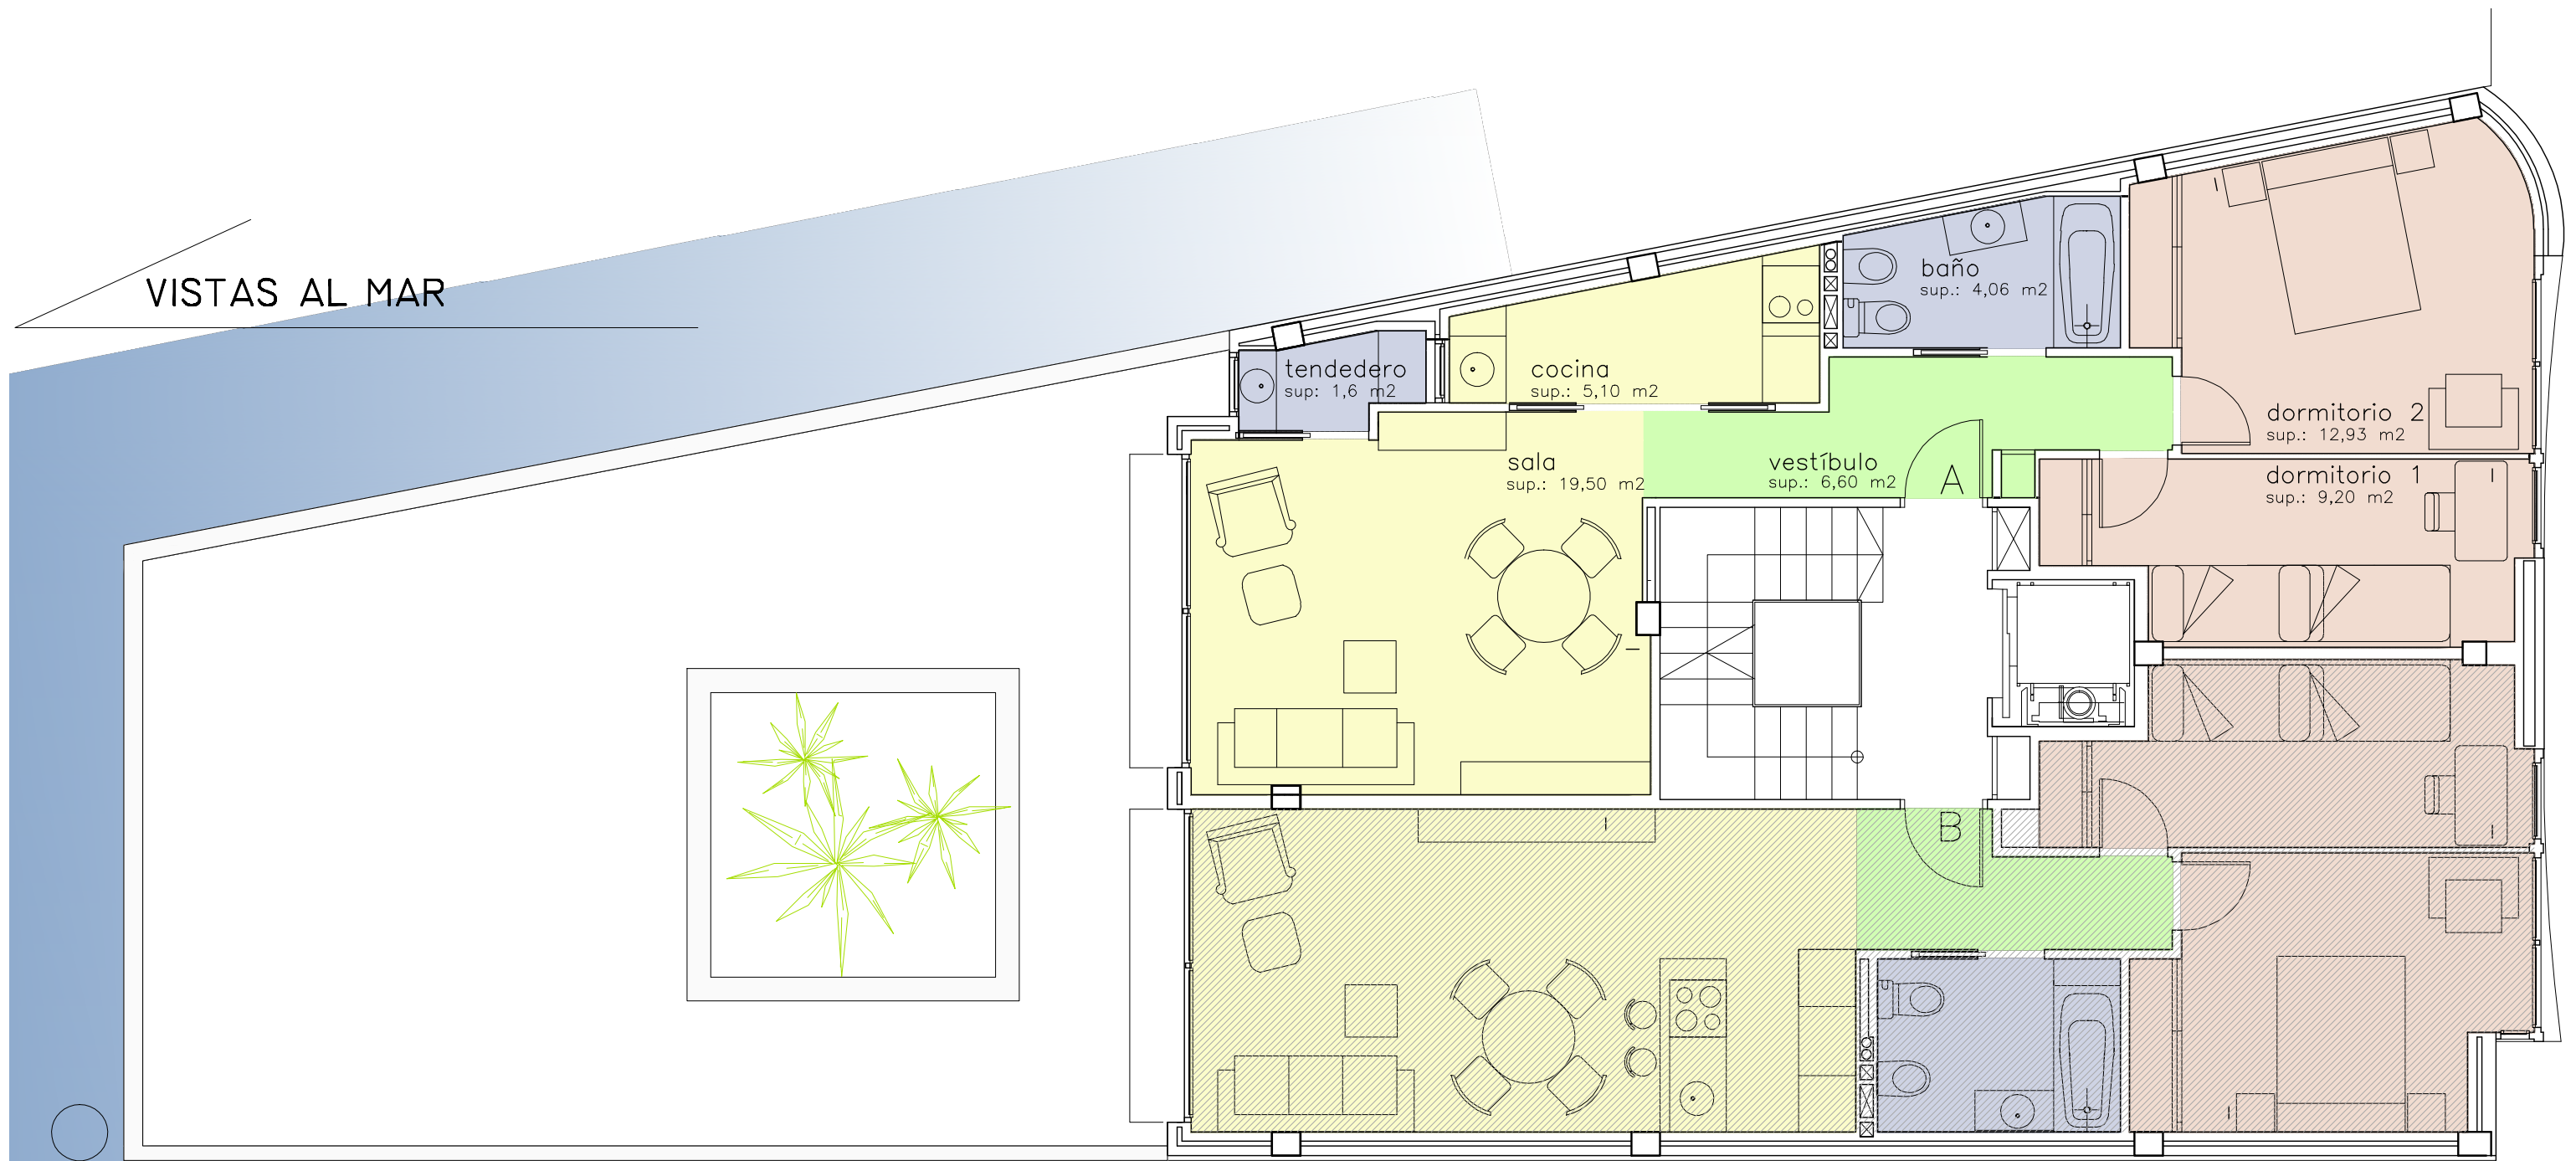 VISTAS AL MAR
baño
sup.: 4,06 m2
tendedero
sup: 1,6 m2
cocina
sup.: 5,10 m2
dormitorio 2
sup.: 12,93 m2
sala
sup.: 19,50 m2
vestíbulo
sup.: 6,60 m2
A
dormitorio 1
sup.: 9,20 m2
B